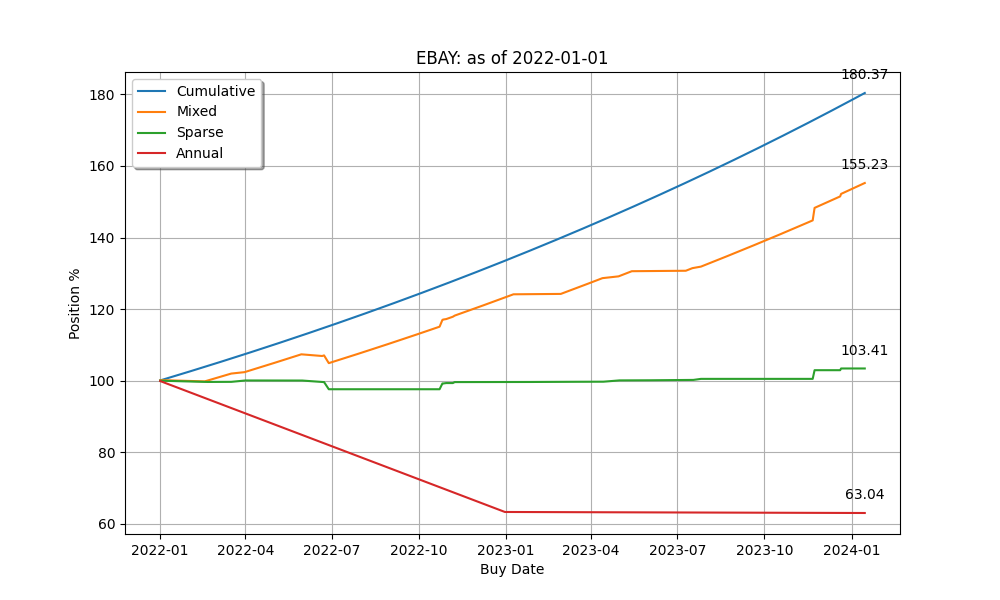 EBAY: as of 2022-01-01
180.37
180
Cumulative
Mixed
Sparse
Annual
160
155.23
140
120
103.41
100
80
63.04
60
Position %
2022-01 2022-04 2022-07 2022-10 2023-01 2023-04 2023-07 2023-10 2024-01
Buy Date